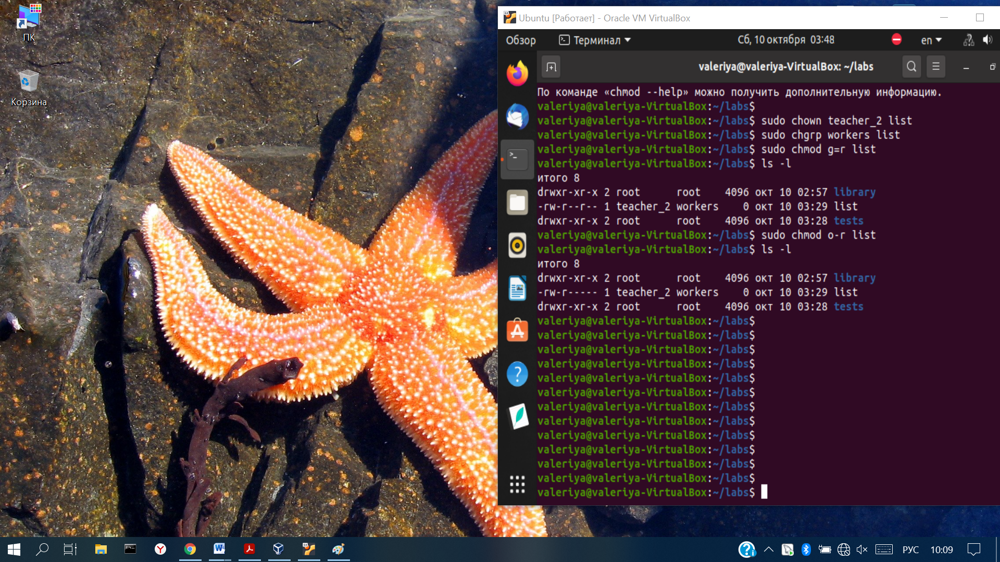 ПК
Корзина
Ubuntu [Работает] - Oracle VM VirtualBox
Обзор
Терминал
Сб, 10 октября 03:48
en
valeriya@valeriya-VirtualBox: ~/labs
По команде «chmod --help» можно получить дополнительную информацию.
valeriya@valeriya-VirtualBox:~/labs$
valeriya@valeriya-VirtualBox:~/labs$ sudo chown teacher_2 list
valeriya@valeriya-VirtualBox:~/labs$ sudo chgrp workers list
valeriya@valeriya-VirtualBox:~/labs$ sudo chmod g=r list
valeriya@valeriya-VirtualBox:~/labs$ ls -l
итого 8
drwxr-xr-x 2 root      root    4096 окт 10 02:57 library
-rw-r--r-- 1 teacher_2 workers    0 окт 10 03:29 list
drwxr-xr-x 2 root      root    4096 окт 10 03:28 tests
valeriya@valeriya-VirtualBox:~/labs$ sudo chmod o-r list
valeriya@valeriya-VirtualBox:~/labs$ ls -l
итого 8
drwxr-xr-x 2 root      root    4096 окт 10 02:57 library
-rw-r----- 1 teacher_2 workers    0 окт 10 03:29 list
drwxr-xr-x 2 root      root    4096 окт 10 03:28 tests
valeriya@valeriya-VirtualBox:~/labs$
valeriya@valeriya-VirtualBox:~/labs$
valeriya@valeriya-VirtualBox:~/labs$
valeriya@valeriya-VirtualBox:~/labs$
valeriya@valeriya-VirtualBox:~/labs$
valeriya@valeriya-VirtualBox:~/labs$
valeriya@valeriya-VirtualBox:~/labs$
valeriya@valeriya-VirtualBox:~/labs$
valeriya@valeriya-VirtualBox:~/labs$
valeriya@valeriya-VirtualBox:~/labs$
valeriya@valeriya-VirtualBox:~/labs$
valeriya@valeriya-VirtualBox:~/labs$
valeriya@valeriya-VirtualBox:~/labs$
РУС
10:09